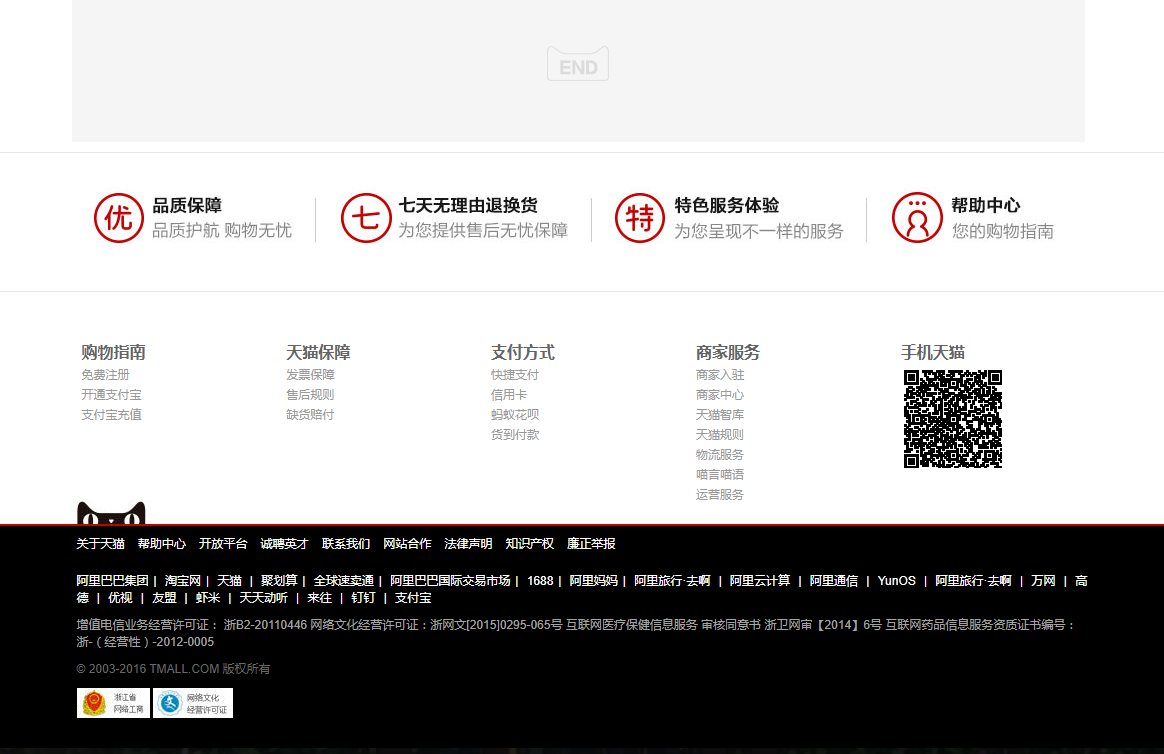 END
优 品质保障 七 七天无理由退换货 特 特色服务体验 帮助中心
品质护航 购物无忧 为您提供售后无忧保障 为您呈现不一样的服务 您的购物指南
购物指南 天猫保障 支付方式 商家服务 手机天猫
免费注册 发票保障 快捷支付 商家入驻
开通支付宝 售后规则 信用卡 商家中心
支付宝充值 缺货赔付 蚂蚁花呗 天猫智库
货到付款 天猫规则
物流服务
喵言喵语
运营服务
关于天猫 帮助中心 开放平台 诚聘英才 联系我们 网站合作 法律声明 知识产权 廉正举报
阿里巴巴集团 | 淘宝网 | 天猫 | 聚划算 | 全球速卖通 | 阿里巴巴国际交易市场 | 1688 | 阿里妈妈 | 阿里旅行·去啊 | 阿里云计算 | 阿里通信 | YunOS | 阿里旅行·去啊 | 万网 | 高
德 | 优视 | 友盟 | 虾米 | 天天动听 | 来往 | 钉钉 | 支付宝
增值电信业务经营许可证： 浙B2-20110446 网络文化经营许可证：浙网文[2015]0295-065号 互联网医疗保健信息服务 审核同意书 浙卫网审【2014】6号 互联网药品信息服务资质证书编号：
浙-（经营性）-2012-0005
© 2003-2016 TMALL.COM 版权所有
浙江省 网络文化
网络工商 经营许可证